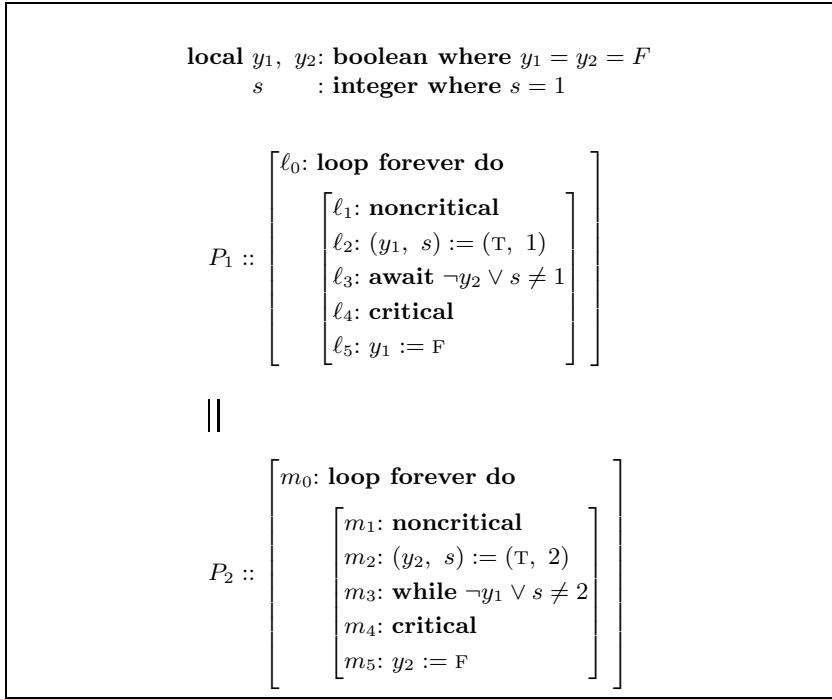 local y₁, y₂: boolean where y₁ = y₂ = F
s : integer where s = 1
ℓ₀: loop forever do
ℓ₁: noncritical
ℓ₂: (y₁, s) := (T, 1)
P₁ :: ℓ₃: await ¬y₂ ∨ s ≠ 1
ℓ₄: critical
ℓ₅: y₁ := F
||
m₀: loop forever do
m₁: noncritical
m₂: (y₂, s) := (T, 2)
P₂ :: m₃: while ¬y₁ ∨ s ≠ 2
m₄: critical
m₅: y₂ := F